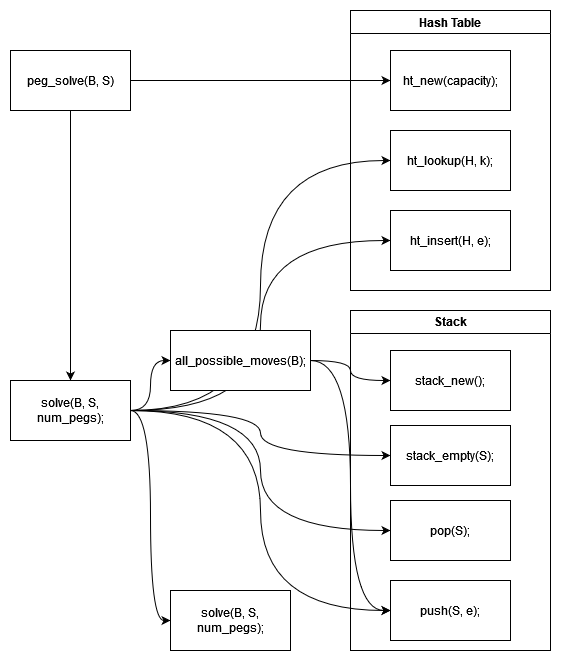 Hash Table
peg_solve(B, S)
ht_new(capacity);
ht_lookup(H, k);
ht_insert(H, e);
Stack
all_possible_moves(B);
stack_new();
solve(B, S,
num_pegs);
stack_empty(S);
pop(S);
solve(B, S,
num_pegs);
push(S, e);